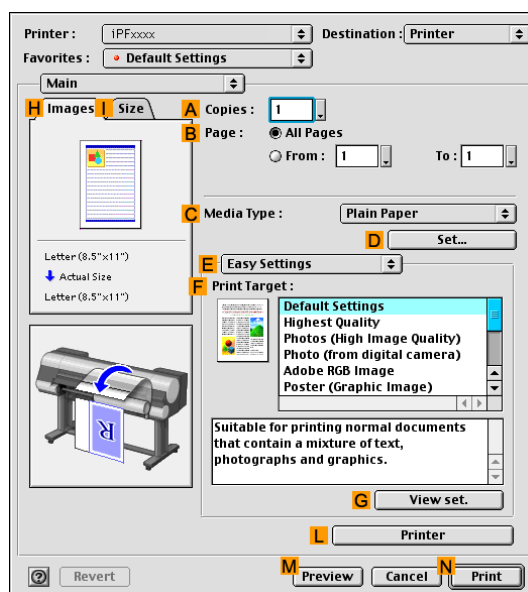 Printer : iPFxxxx Destination : Printer
Favorites : Default Settings
Main
H Images I Size
A Copies : 1
B Page : All Pages
From : 1 To : 1
C Media Type : Plain Paper
D Set...
Letter (8.5"x11")
Actual Size
Letter (8.5"x11")
E Easy Settings
F Print Target :
Default Settings
Highest Quality
Photos (High Image Quality)
Photo (from digital camera)
Adobe RGB Image
Poster (Graphic Image)
R
Suitable for printing normal documents
that contain a mixture of text,
photographs and graphics.
G View set.
L Printer
? Revert M Preview Cancel N Print